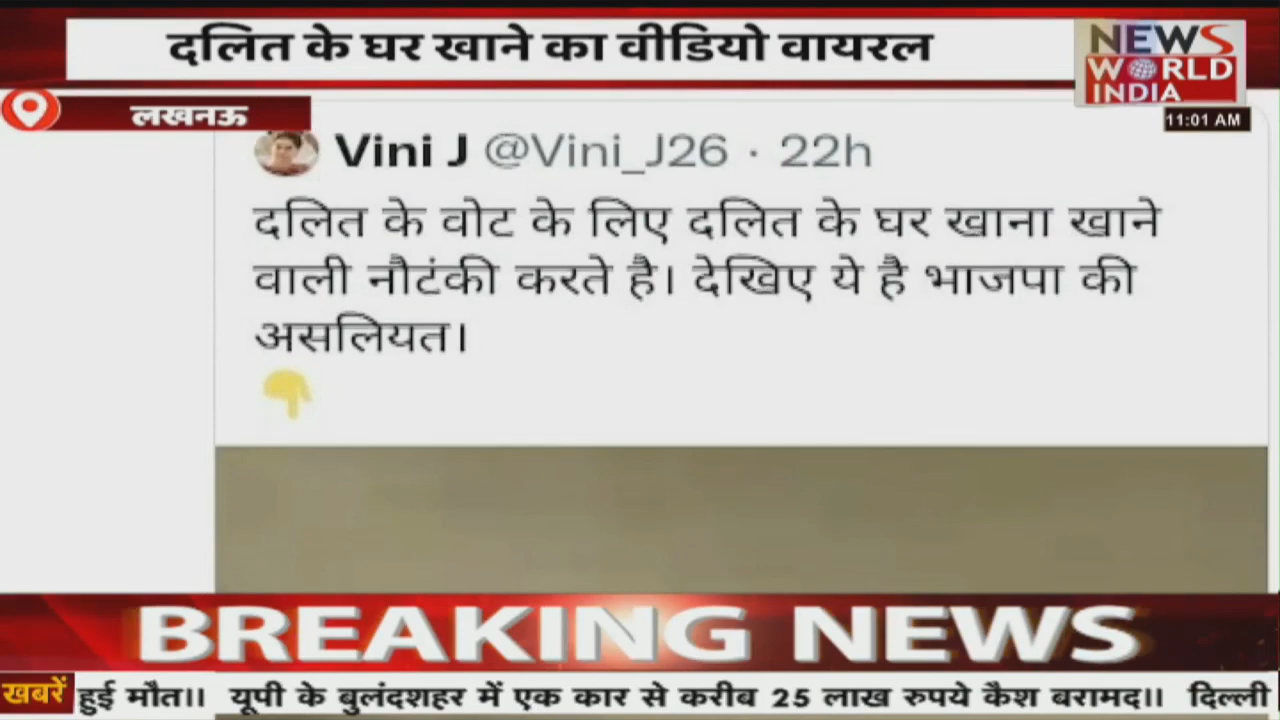 दलित के घर खाने का वीडियो वायरल
NEWS
WORLD
INDIA
11:01 AM
लखनऊ
Vini J @Vini_J26 · 22h
दलित के वोट के लिए दलित के घर खाना खाने
वाली नौटंकी करते है। देखिए ये है भाजपा की
असलियत।
BREAKING NEWS
खबरें हुई मौत।। यूपी के बुलंदशहर में एक कार से करीब 25 लाख रुपये कैश बरामद।। दिल्ली